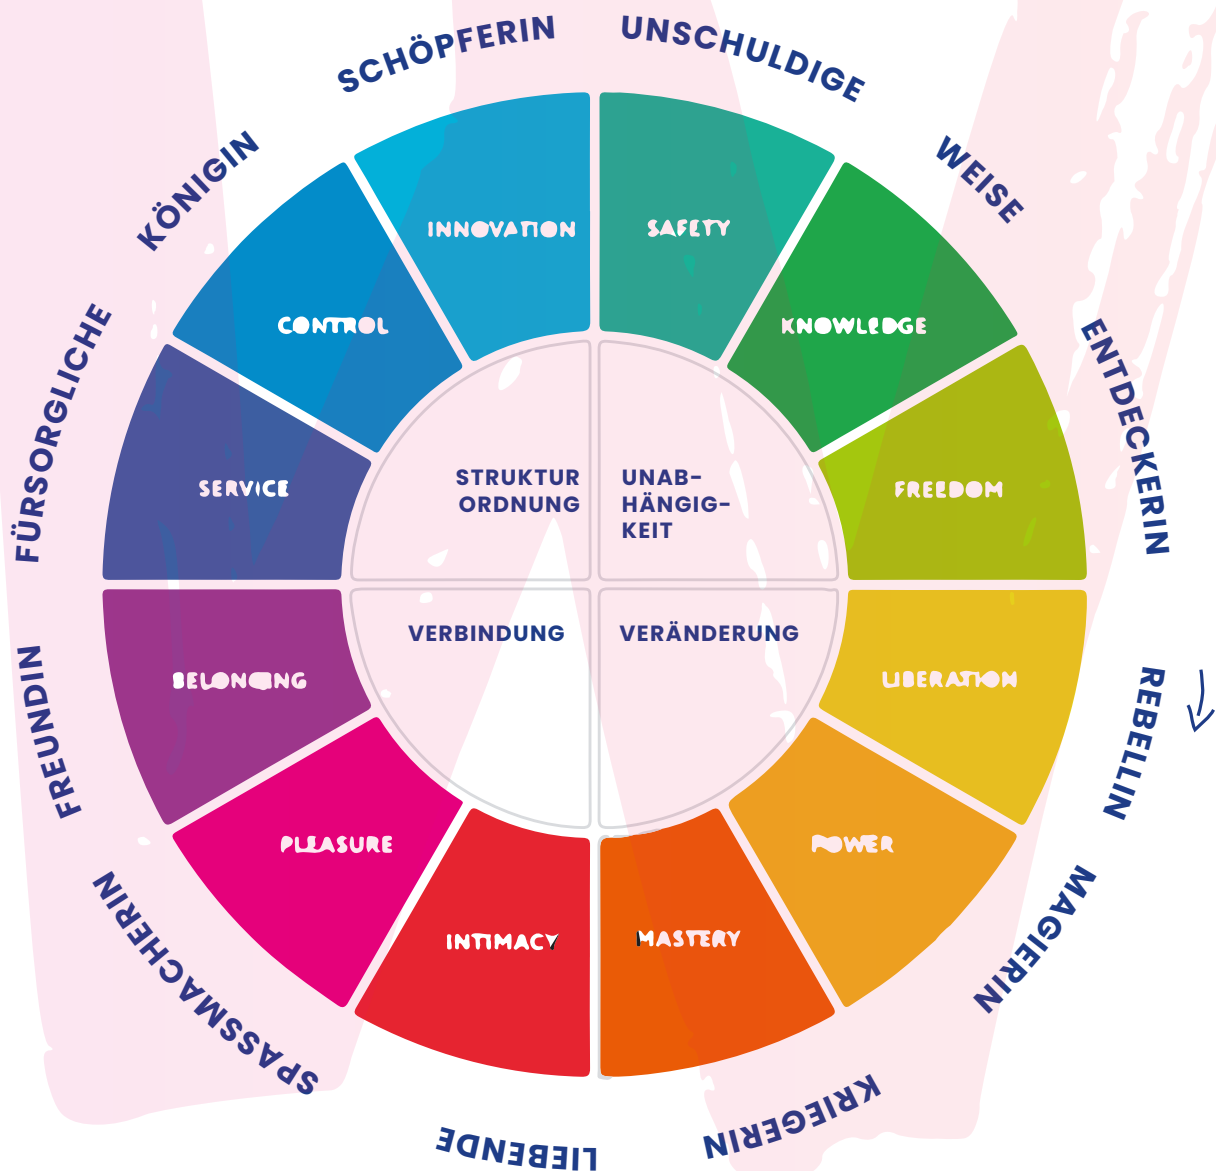 SCHÖPFERIN
UNSCHULDIGE
WEISE
ENTDECKERIN
REBELLIN
MAGIERIN
KRIEGERIN
LIEBENDE
SPASSMACHERIN
FREUNDIN
FÜRSORGLICHE
KÖNIGIN
INNOVATION
SAFETY
KNOWLEDGE
FREEDOM
LIBERATION
POWER
MASTERY
INTIMACY
PLEASURE
BELONGING
SERVICE
CONTROL
STRUKTUR
ORDNUNG
UNAB-
HÄNGIG-
KEIT
VERBINDUNG
VERÄNDERUNG